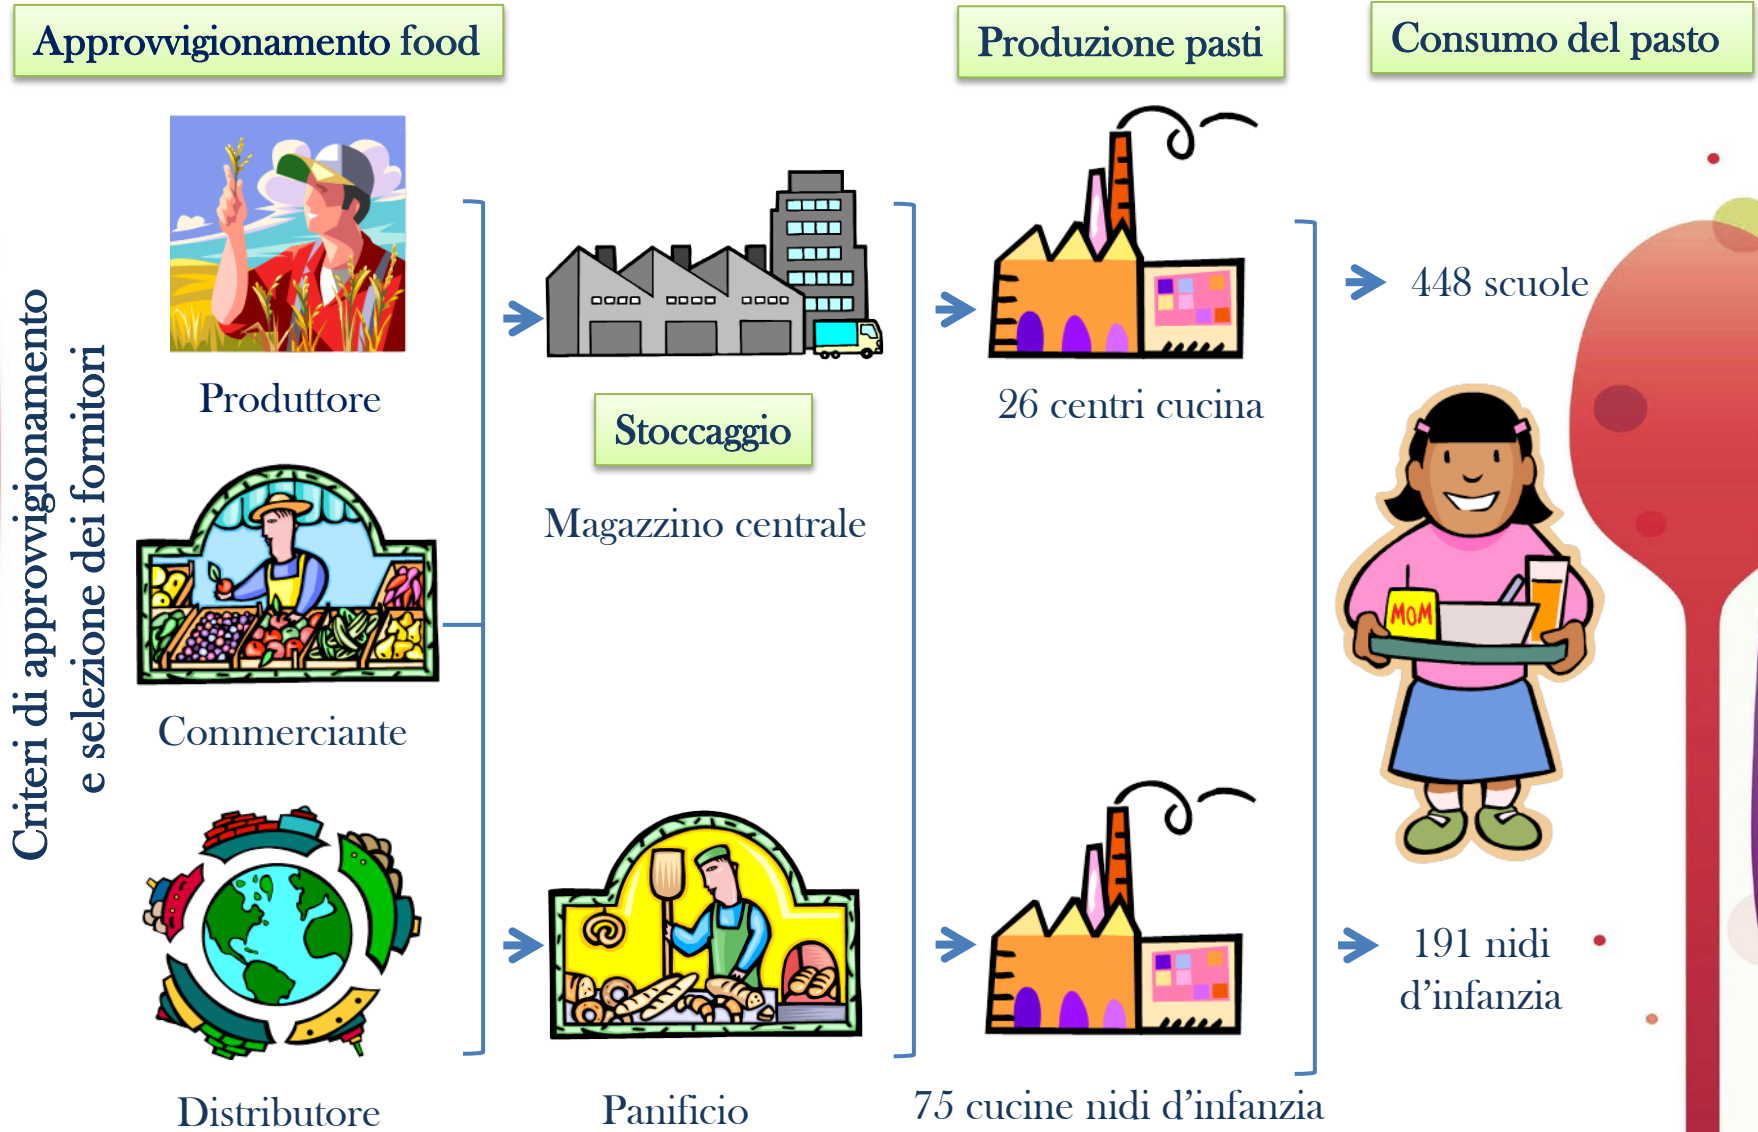 Approvvigionamento food
Produzione pasti
Consumo del pasto
Criteri di approvvigionamento
e selezione dei fornitori
Produttore
Commerciante
Distributore
Stoccaggio
Magazzino centrale
Panificio
26 centri cucina
75 cucine nidi d’infanzia
448 scuole
MOM
191 nidi
d’infanzia